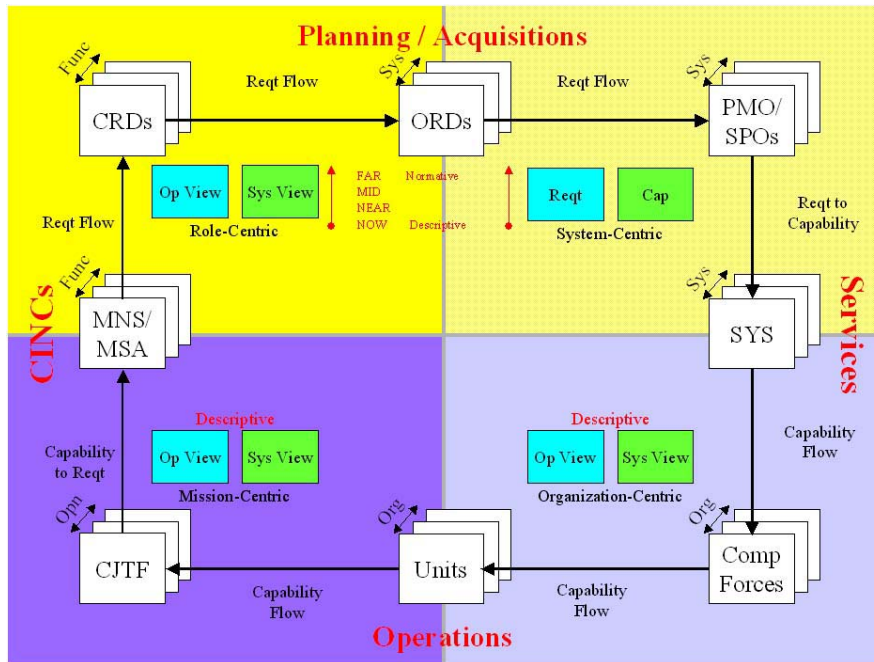 Planning / Acquisitions
Func
Reqt Flow
Sys
Reqt Flow
Sys
CRDs
ORDs
PMO/
SPOs
Op View
Sys View
FAR Normative
MID
NEAR
NOW Descriptive
Reqt
Cap
Role-Centric
System-Centric
Reqt Flow
Reqt to
Capability
Func
Sys
MNS/
MSA
SYS
CINCs
Services
Descriptive
Descriptive
Op View
Sys View
Op View
Sys View
Capability
to Reqt
Capability
Flow
Mission-Centric
Organization-Centric
Opn
Org
Org
CJTF
Units
Comp
Forces
Capability
Flow
Capability
Flow
Operations